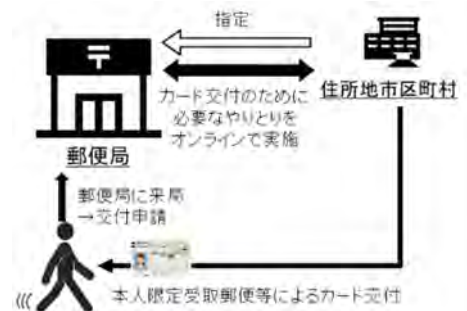 指定
住所地市区町村
カード交付のために
必要なやりとりを
オンラインで実施
郵便局
郵便局に来局
→交付申請
本人限定受取郵便等によるカード交付